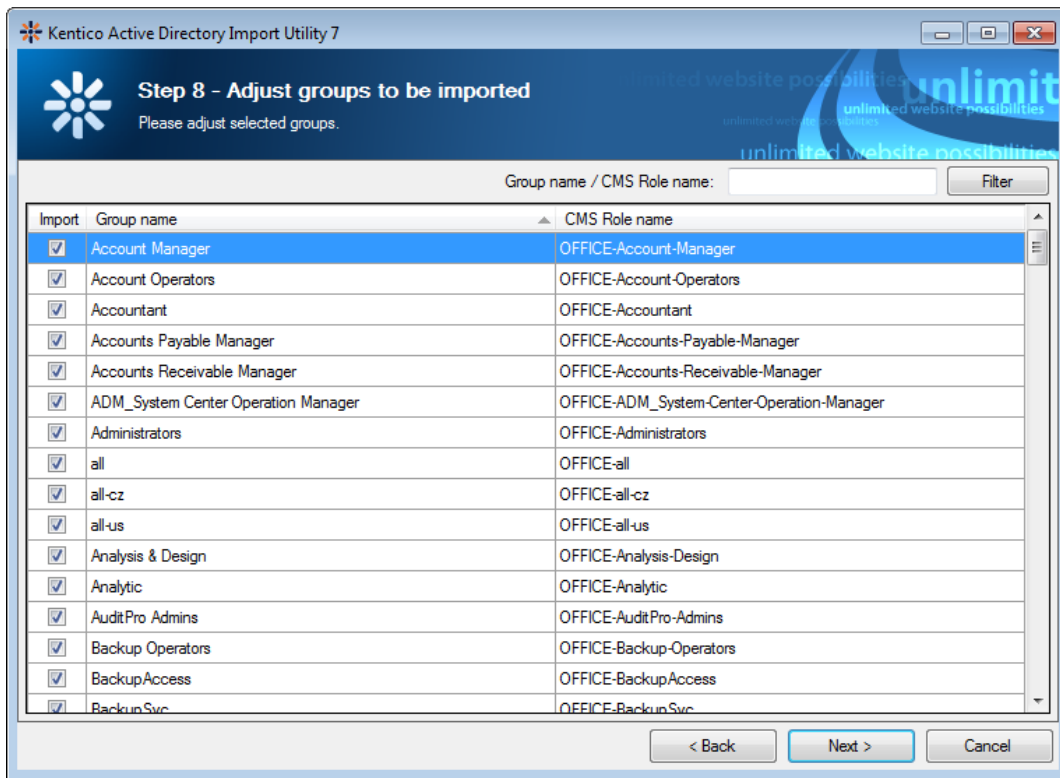 Kentico Active Directory Import Utility 7
Step 8 - Adjust groups to be imported
Please adjust selected groups.
unlimited website possibilities
unlimit
unlimited website possibilities
unlimited website possibilities
unlimited website possibilities
Group name / CMS Role name: Filter
Import Group name CMS Role name
Account Manager OFFICE-Account-Manager
Account Operators OFFICE-Account-Operators
Accountant OFFICE-Accountant
Accounts Payable Manager OFFICE-Accounts-Payable-Manager
Accounts Receivable Manager OFFICE-Accounts-Receivable-Manager
ADM_System Center Operation Manager OFFICE-ADM_System-Center-Operation-Manager
Administrators OFFICE-Administrators
all OFFICE-all
all-cz OFFICE-all-cz
all-us OFFICE-all-us
Analysis & Design OFFICE-Analysis-Design
Analytic OFFICE-Analytic
AuditPro Admins OFFICE-AuditPro-Admins
Backup Operators OFFICE-Backup-Operators
BackupAccess OFFICE-BackupAccess
BackupSvc OFFICE-BackupSvc
< Back Next > Cancel